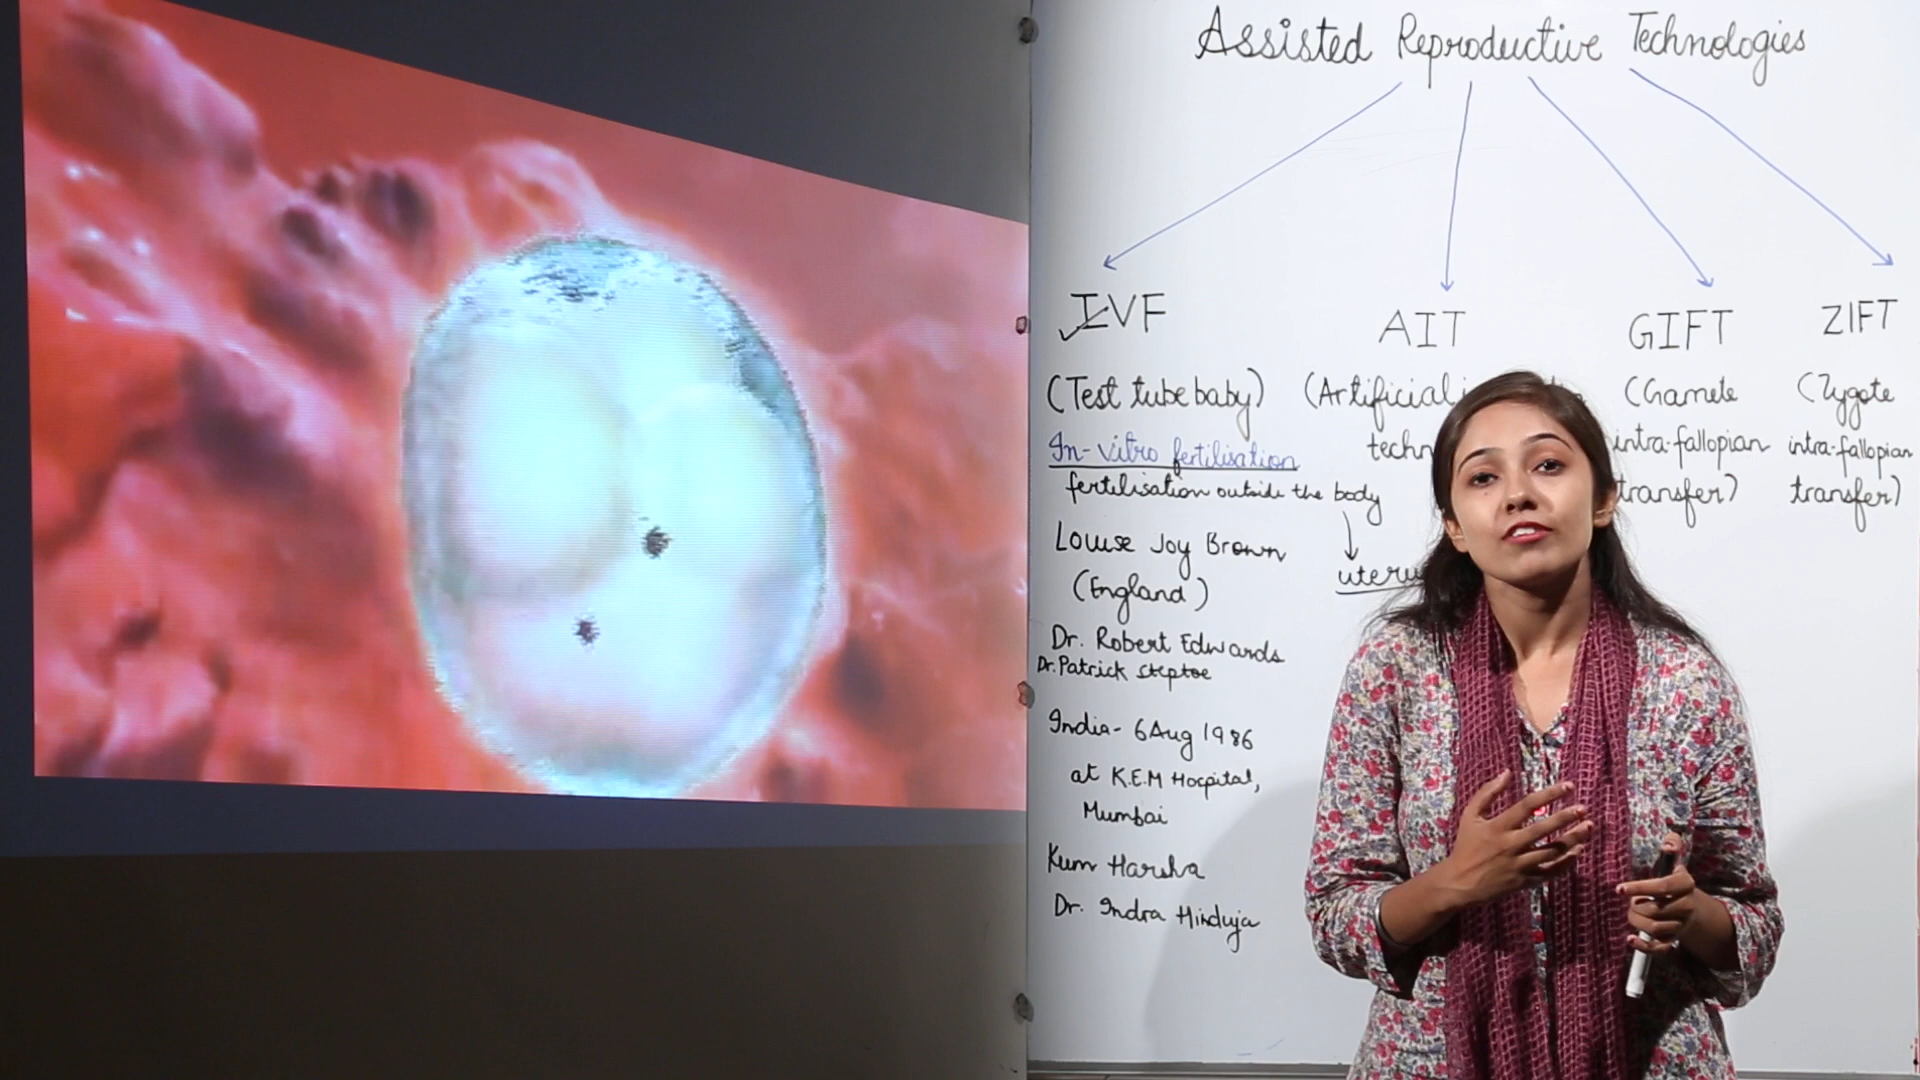 Assisted Reproductive Technologies
IVF
(Test tube baby)
In-Vitro fertilisation
fertilisation outside the body
Louise Joy Brown
(England)
Dr. Robert Edwards
Dr. Patrick steptoe
India- 6 Aug 1986
at K.E.M Hospital,
Mumbai
Kum Harsha
Dr. Indra Hinduja
AIT
(Artificial
GIFT
(Gamete
intra-fallopian
transfer)
ZIFT
(Zygote
intra-fallopian
transfer)